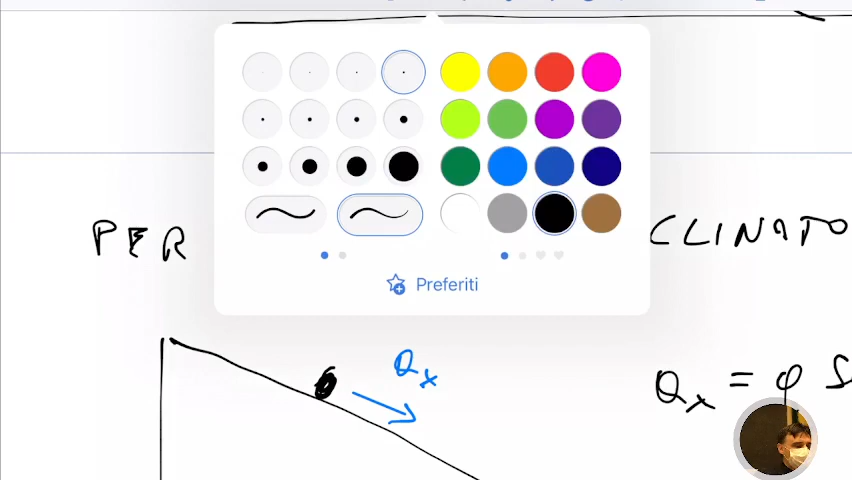 Preferiti
PER CLINATO
Qx
Qx = φ S